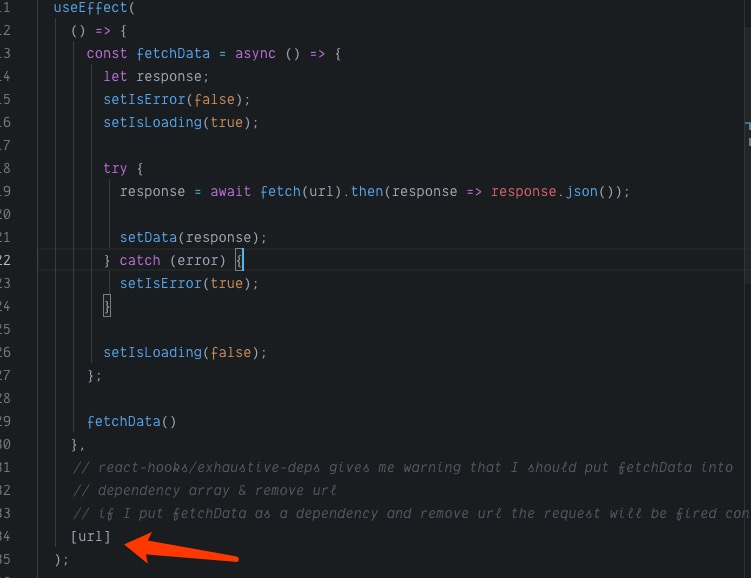 11 useEffect(
12 () => {
13 const fetchData = async () => {
14 let response;
15 setIsError(false);
16 setIsLoading(true);
17
18 try {
19 response = await fetch(url).then(response => response.json());
20
21 setData(response);
22 } catch (error) {
23 setIsError(true);
24 }
25
26 setIsLoading(false);
27 };
28
29 fetchData()
30 },
31 // react-hooks/exhaustive-deps gives me warning that I should put fetchData into
32 // dependency array & remove url
33 // if I put fetchData as a dependency and remove url the request will be fired con
34 [url]
35 );